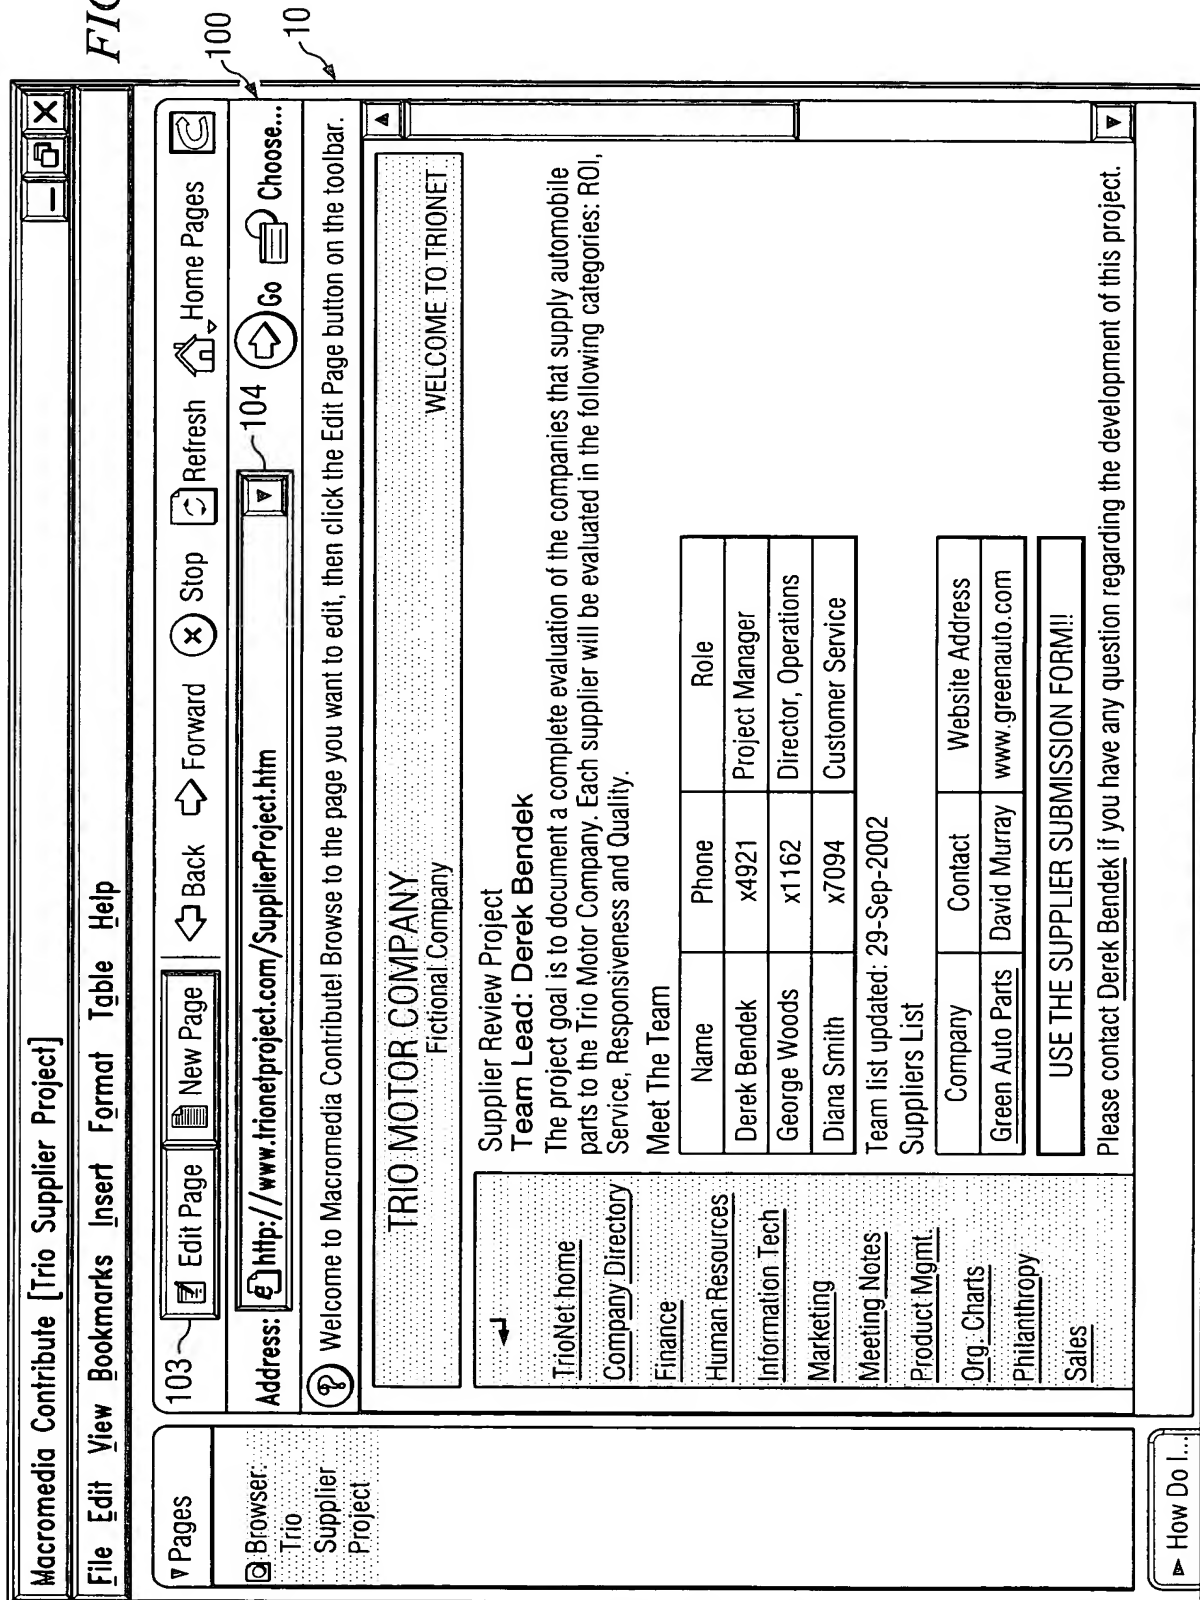 FIG
100
10
Macromedia Contribute [Trio Supplier Project]
File Edit View Bookmarks Insert Format Table Help
▿ Pages
Browser:
Trio
Supplier
Project
103
Edit Page New Page Back Forward Stop Refresh Home Pages
Address: http://www.trionetproject.com/SupplierProject.htm 104 Go Choose...
Welcome to Macromedia Contribute! Browse to the page you want to edit, then click the Edit Page button on the toolbar.
TRIO MOTOR COMPANY
Fictional Company
WELCOME TO TRIONET
TrioNet home
Company Directory
Finance
Human Resources
Information Tech
Marketing
Meeting Notes
Product Mgmt.
Org. Charts
Philanthropy
Sales
Supplier Review Project
Team Lead: Derek Bendek
The project goal is to document a complete evaluation of the companies that supply automobile
parts to the Trio Motor Company. Each supplier will be evaluated in the following categories: ROI,
Service, Responsiveness and Quality.
Meet The Team
Name Phone Role
Derek Bendek x4921 Project Manager
George Woods x1162 Director, Operations
Diana Smith x7094 Customer Service
Team list updated: 29-Sep-2002
Suppliers List
Company Contact Website Address
Green Auto Parts David Murray www.greenauto.com
USE THE SUPPLIER SUBMISSION FORM!!
Please contact Derek Bendek if you have any question regarding the development of this project.
▹ How Do I...